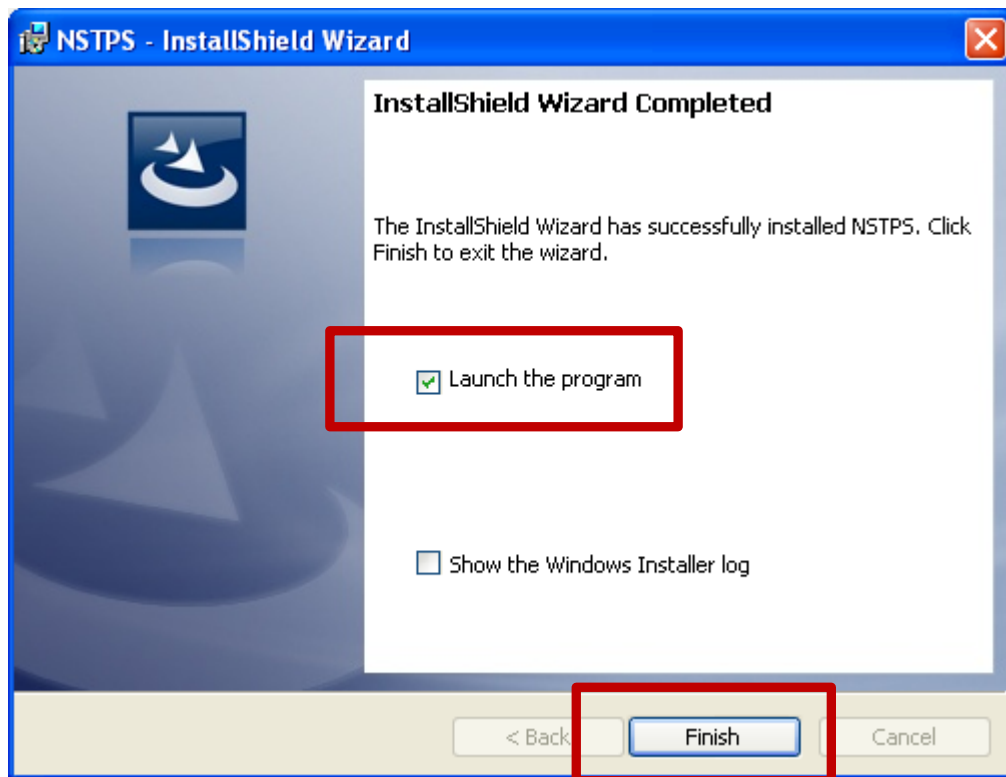 NSTPS - InstallShield Wizard
InstallShield Wizard Completed
The InstallShield Wizard has successfully installed NSTPS. Click
Finish to exit the wizard.
Launch the program
Show the Windows Installer log
< Back
Finish
Cancel